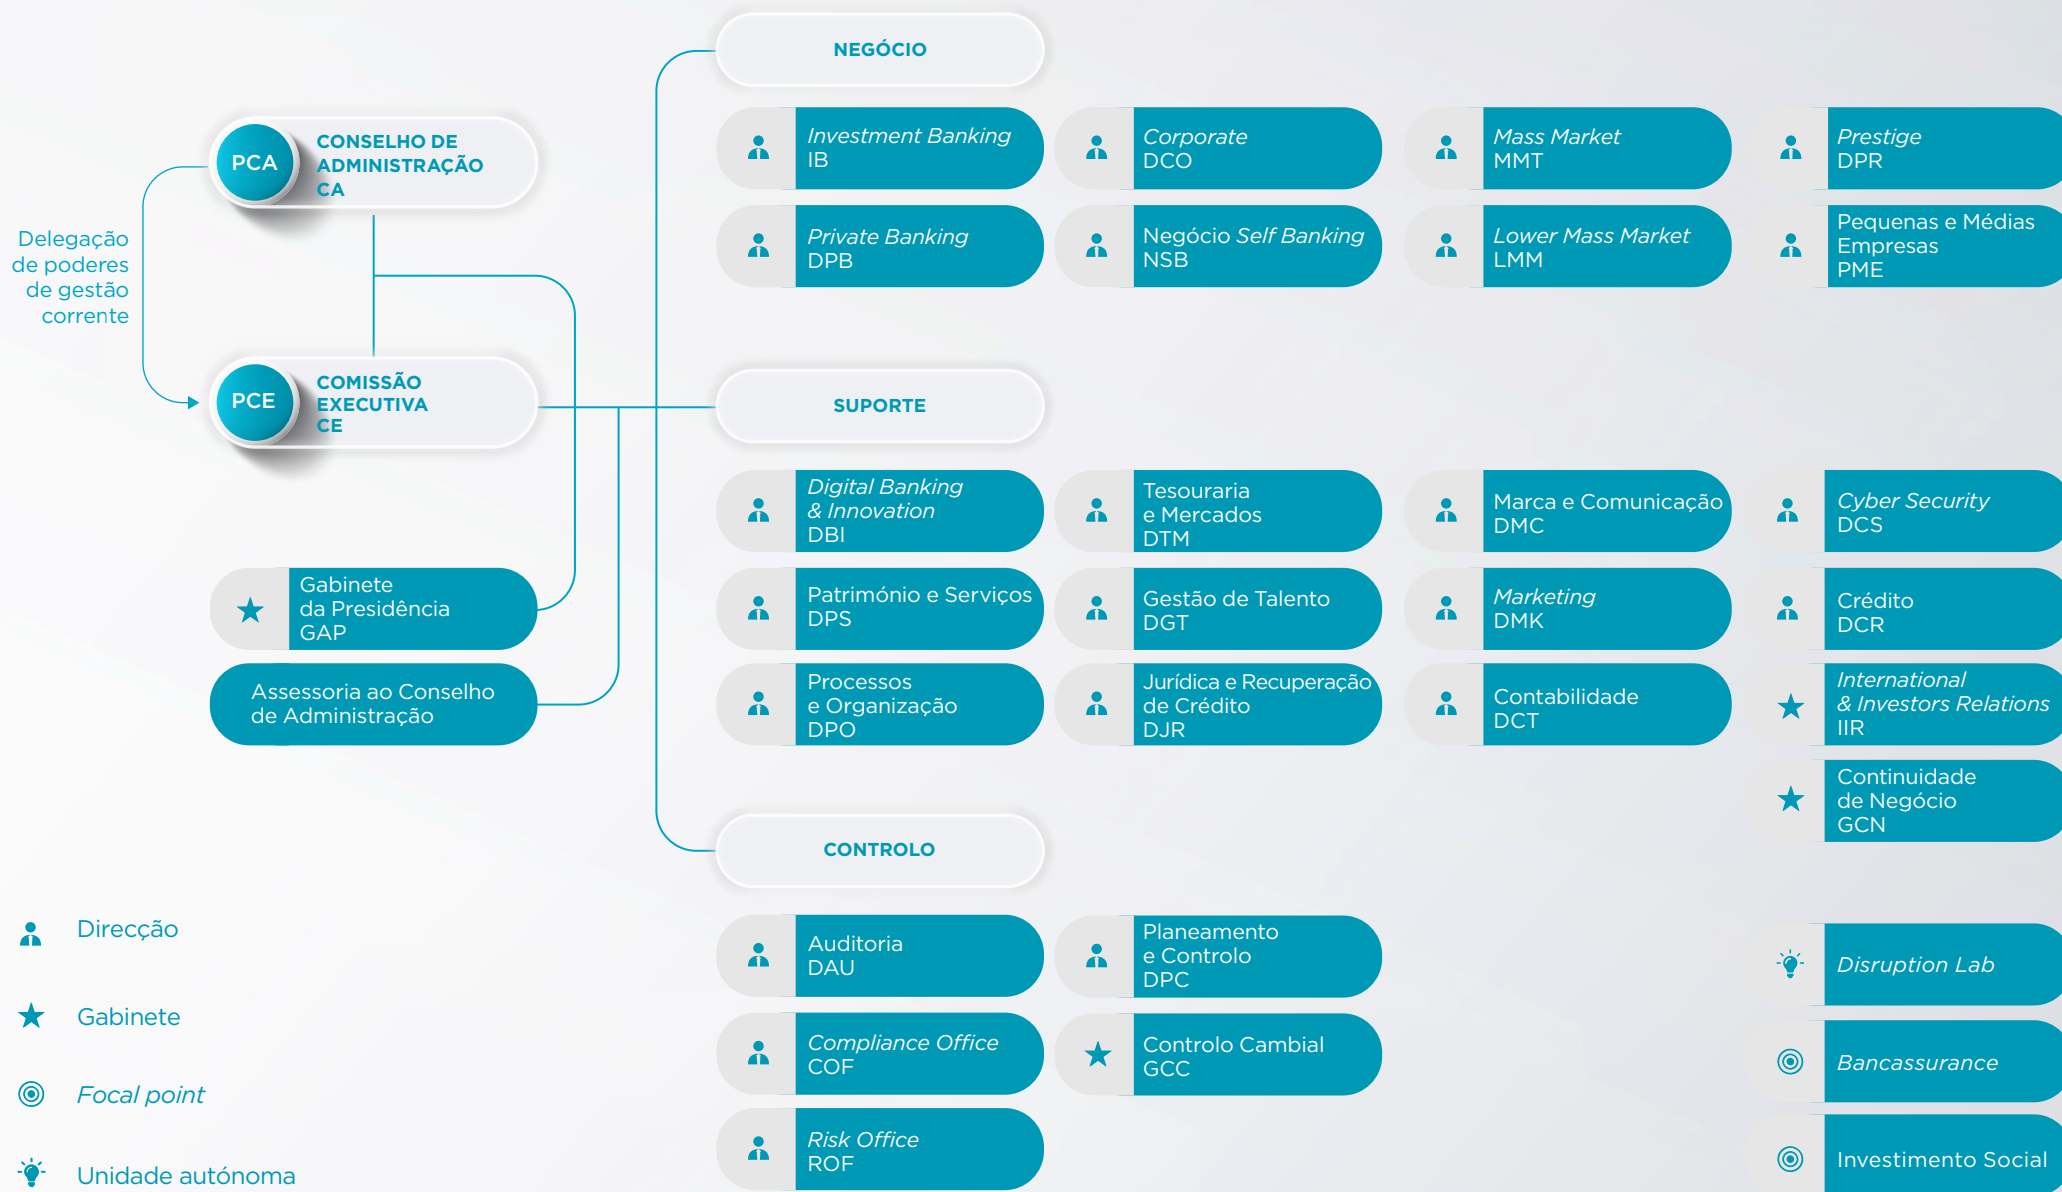 NEGÓCIO
PCA
CONSELHO DE
ADMINISTRAÇÃO
CA
Delegação
de poderes
de gestão
corrente
PCE
COMISSÃO
EXECUTIVA
CE
Gabinete
da Presidência
GAP
Assessoria ao Conselho
de Administração
Investment Banking
IB
Corporate
DCO
Mass Market
MMT
Prestige
DPR
Private Banking
DPB
Negócio Self Banking
NSB
Lower Mass Market
LMM
Pequenas e Médias
Empresas
PME
SUPORTE
Digital Banking
& Innovation
DBI
Tesouraria
e Mercados
DTM
Marca e Comunicação
DMC
Cyber Security
DCS
Património e Serviços
DPS
Gestão de Talento
DGT
Marketing
DMK
Crédito
DCR
Processos
e Organização
DPO
Jurídica e Recuperação
de Crédito
DJR
Contabilidade
DCT
International
& Investors Relations
IIR
Continuidade
de Negócio
GCN
CONTROLO
Auditoria
DAU
Planeamento
e Controlo
DPC
Compliance Office
COF
Controlo Cambial
GCC
Risk Office
ROF
Disruption Lab
Bancassurance
Investimento Social
Direcção
Gabinete
Focal point
Unidade autónoma